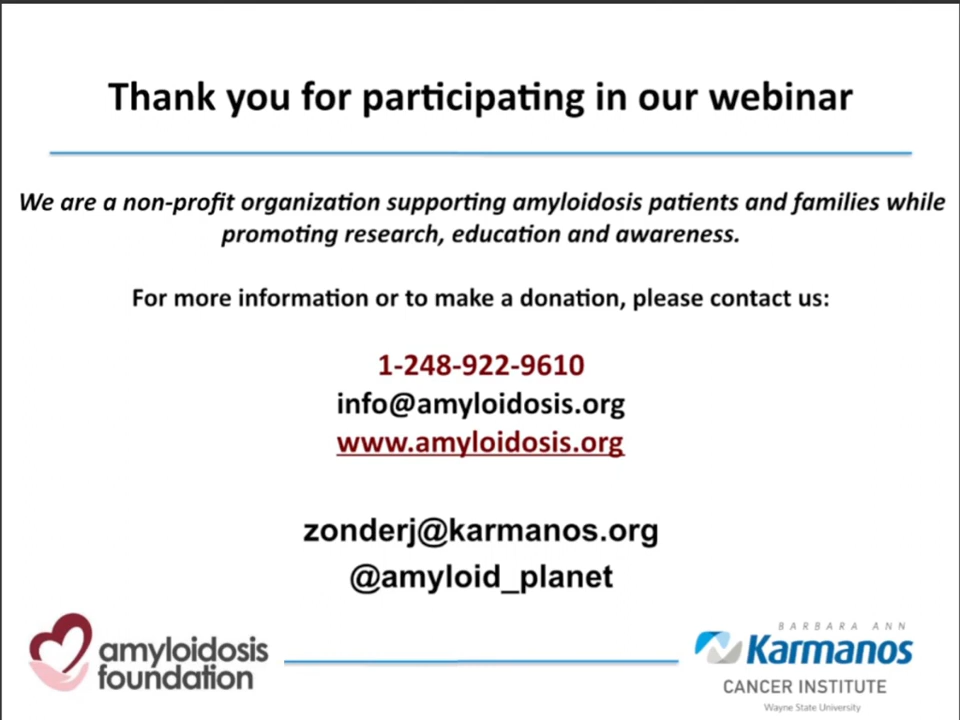 Thank you for participating in our webinar
We are a non-profit organization supporting amyloidosis patients and families while
promoting research, education and awareness.
For more information or to make a donation, please contact us:
1-248-922-9610
info@amyloidosis.org
www.amyloidosis.org
zonderj@karmanos.org
@amyloid_planet
amyloidosis
foundation
BARBARA ANN
Karmanos
CANCER INSTITUTE
Wayne State University